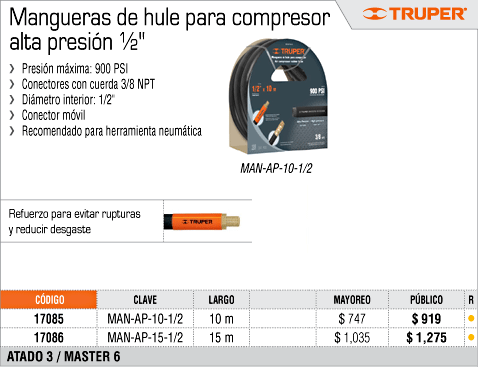 Mangueras de hule para compresor
alta presión ½"
TRUPER®
› Presión máxima: 900 PSI
› Conectores con cuerda 3/8 NPT
› Diámetro interior: 1/2"
› Conector móvil
› Recomendado para herramienta neumática
TRUPER
1/2" x 10 m
900 PSI
MAN-AP-10-1/2
Refuerzo para evitar rupturas
y reducir desgaste
TRUPER
CÓDIGO CLAVE LARGO MAYOREO PÚBLICO R
17085 MAN-AP-10-1/2 10 m $ 747 $ 919
17086 MAN-AP-15-1/2 15 m $ 1,035 $ 1,275
ATADO 3 / MASTER 6